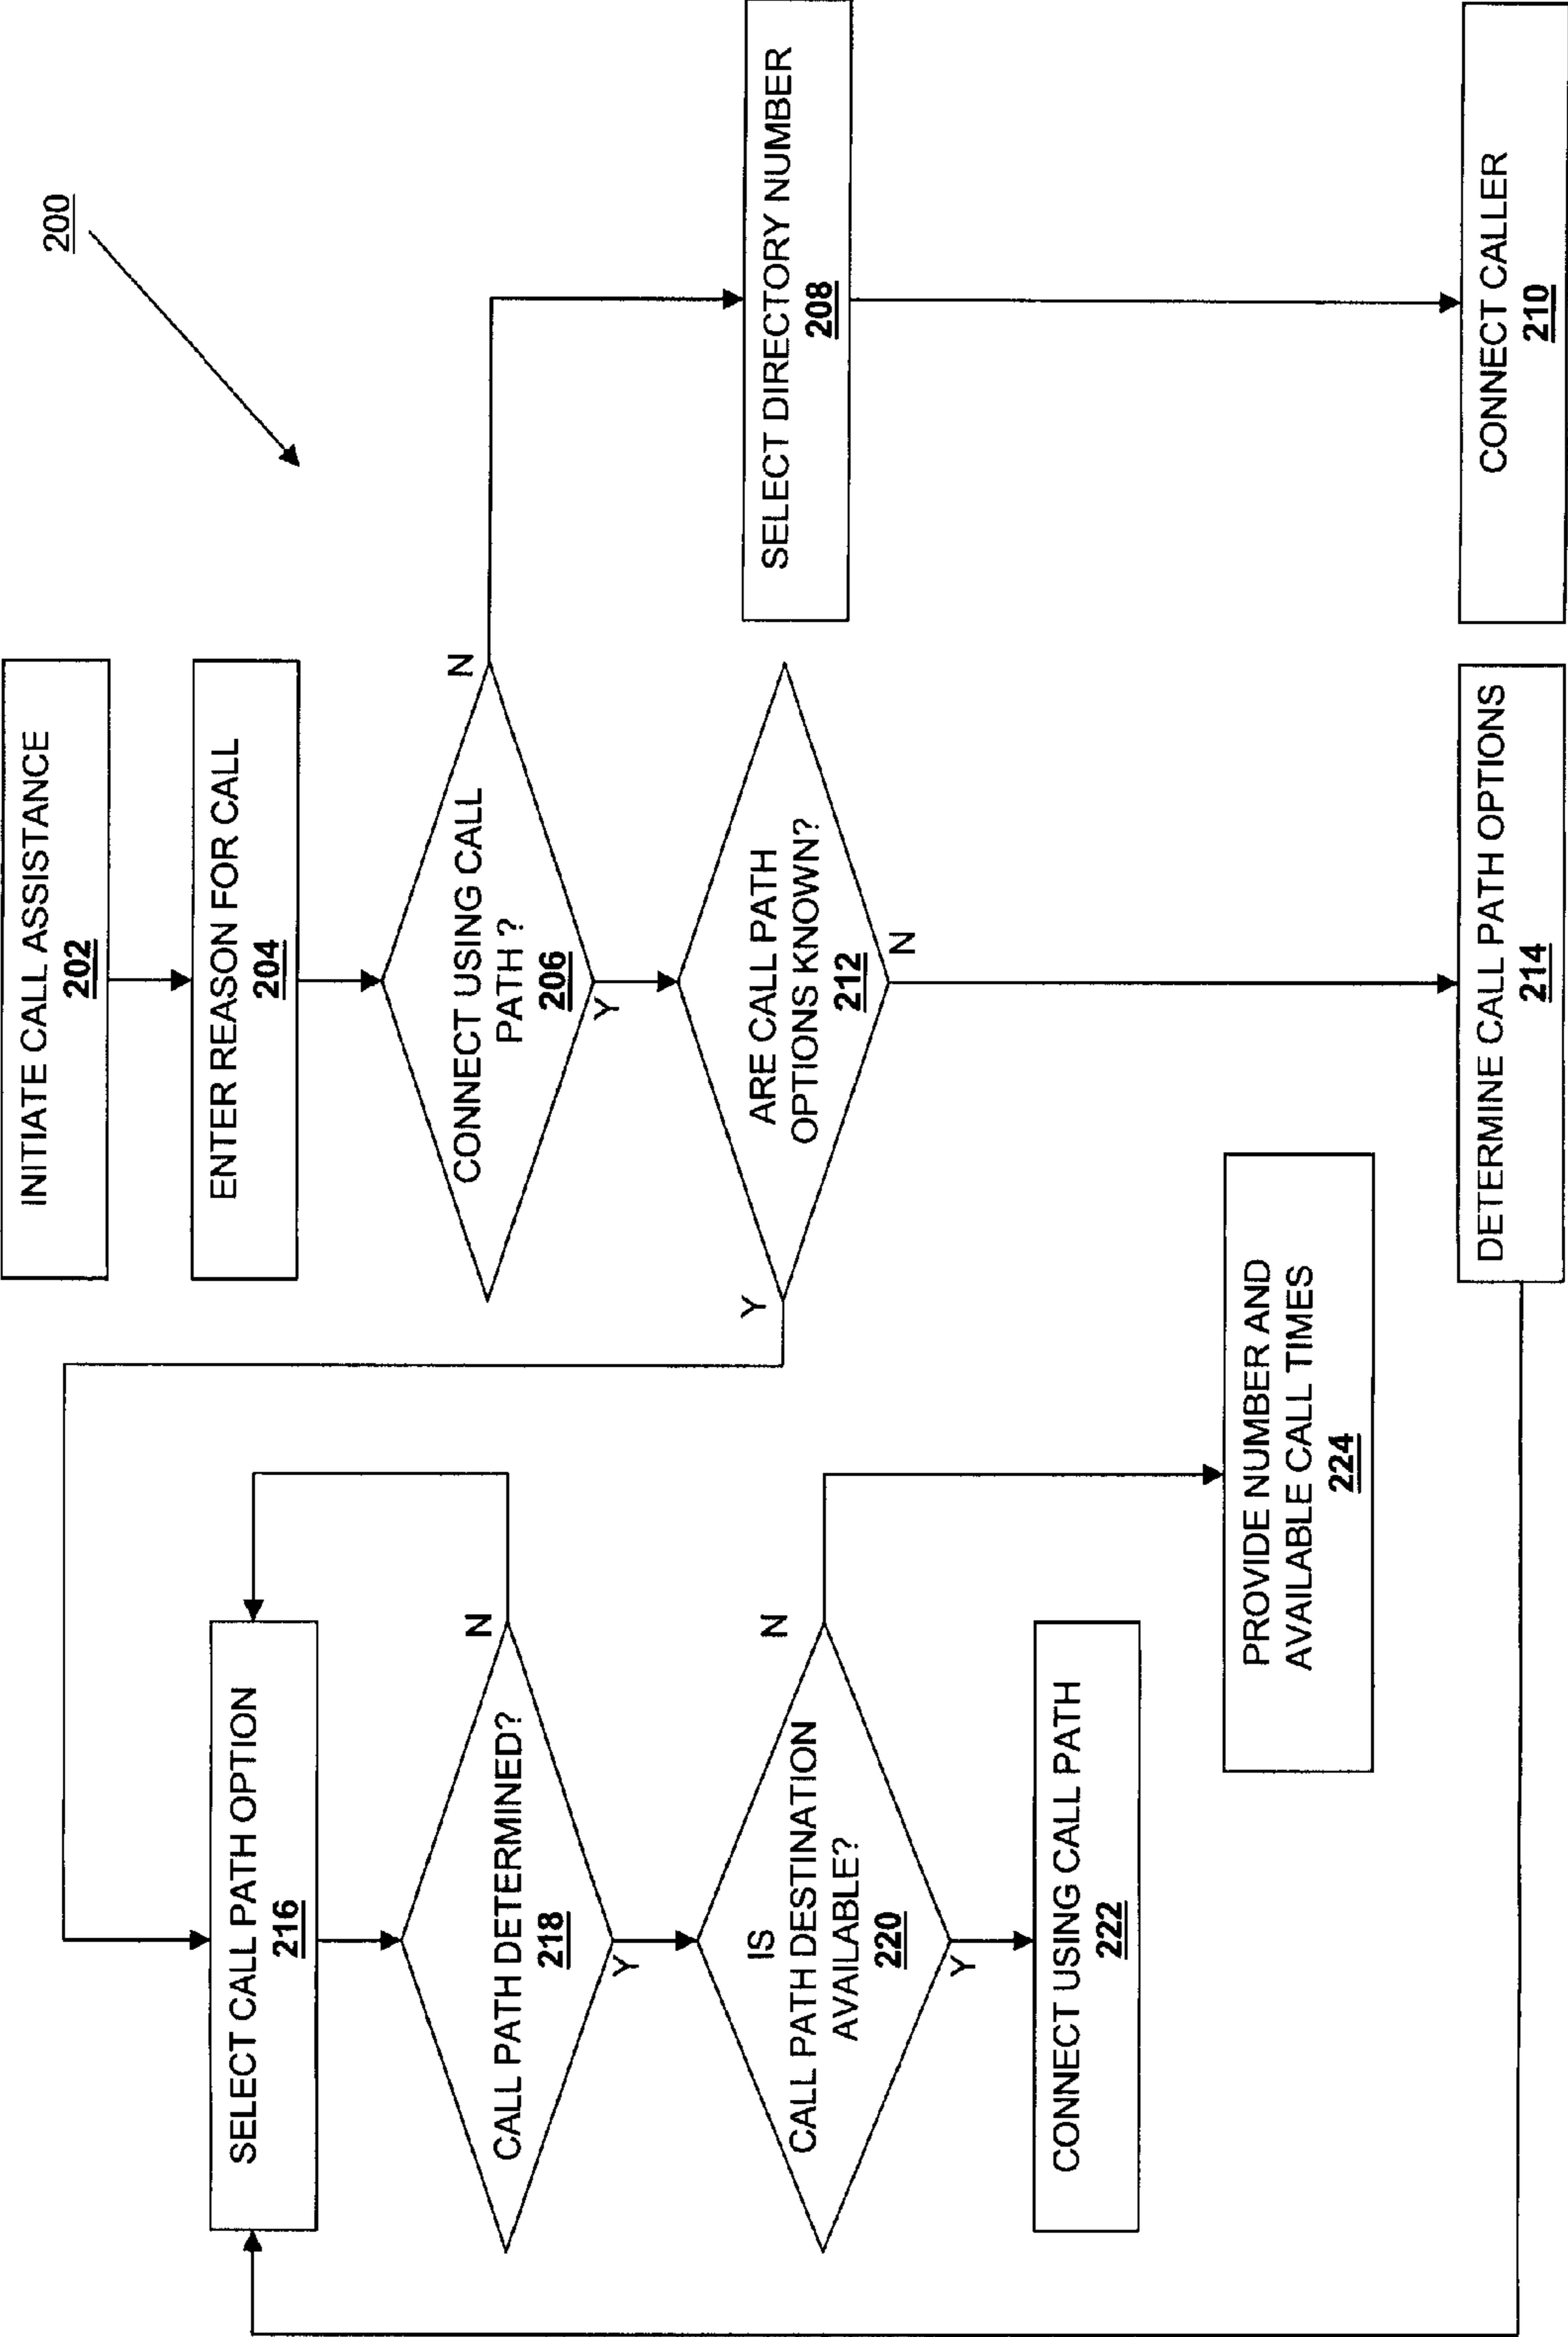 200
INITIATE CALL ASSISTANCE
202
ENTER REASON FOR CALL
204
CONNECT USING CALL
PATH ?
206
N
Y
SELECT DIRECTORY NUMBER
208
CONNECT CALLER
210
ARE CALL PATH
OPTIONS KNOWN?
212
Y
N
DETERMINE CALL PATH OPTIONS
214
SELECT CALL PATH OPTION
216
CALL PATH DETERMINED?
218
N
Y
IS
CALL PATH DESTINATION
AVAILABLE?
220
N
Y
CONNECT USING CALL PATH
222
PROVIDE NUMBER AND
AVAILABLE CALL TIMES
224